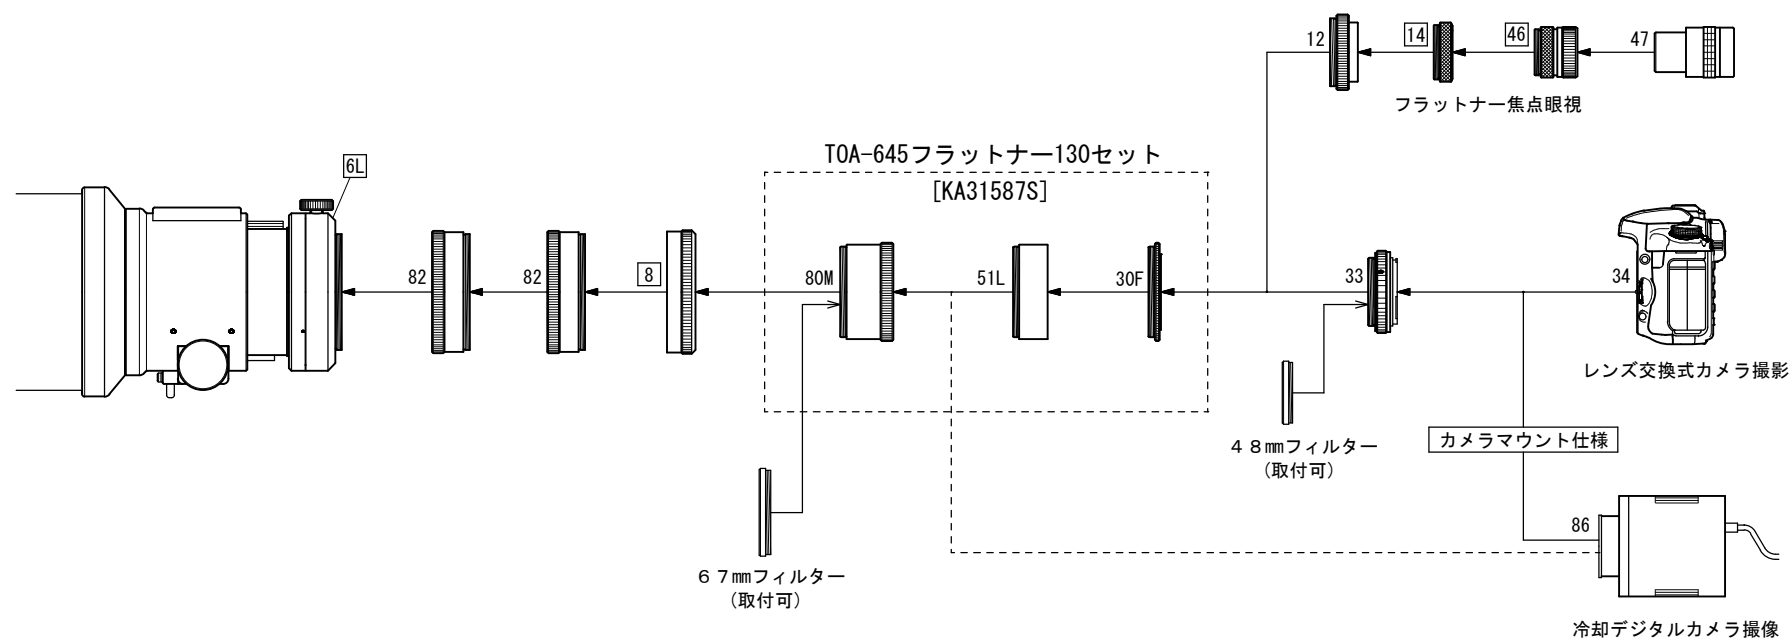 12
14
46
47
フラットナー焦点眼視
6L
TOA-645フラットナー130セット
[KA31587S]
82
82
8
80M
51L
30F
33
34
レンズ交換式カメラ撮影
48㎜フィルター
(取付可)
カメラマウント仕様
86
67㎜フィルター
(取付可)
冷却デジタルカメラ撮像